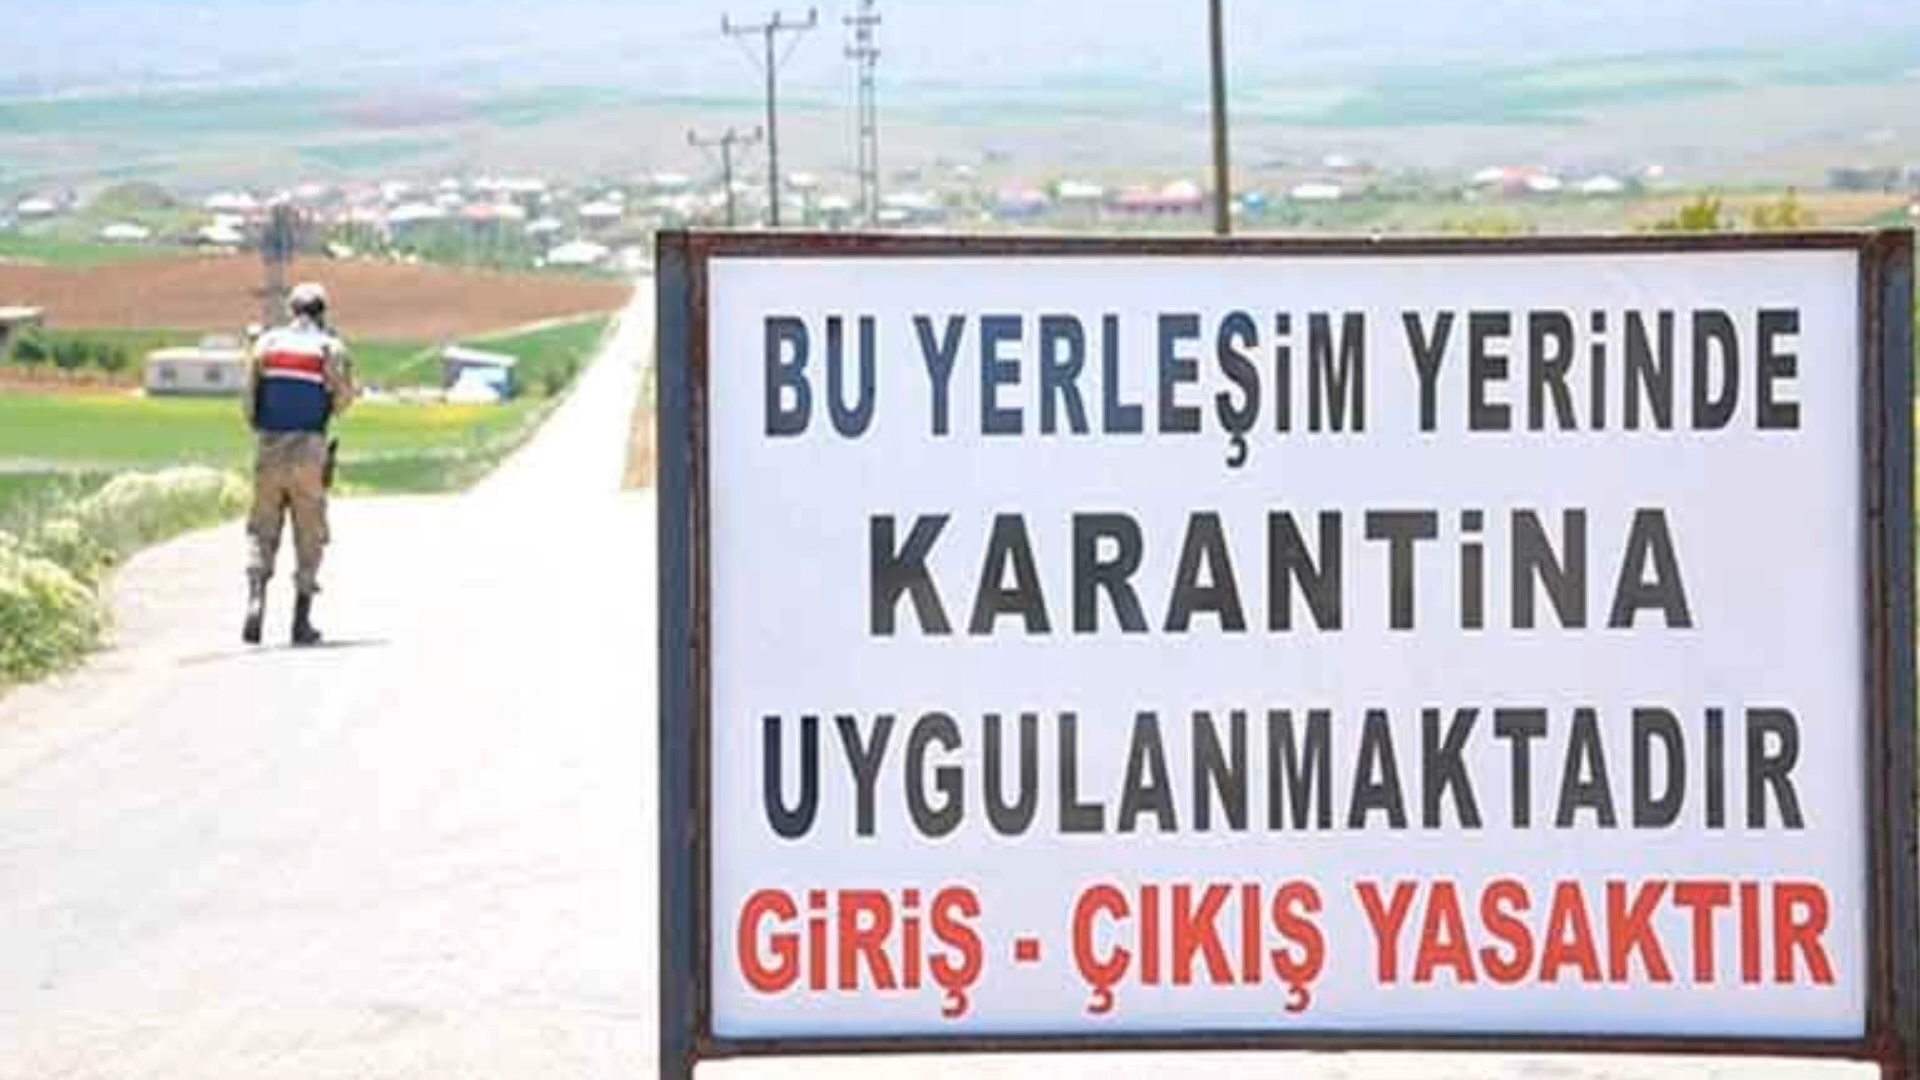 BU YERLEŞİM YERİNDE
KARANTİNA
UYGULANMAKTADIR
GİRİŞ - ÇIKIŞ YASAKTIR